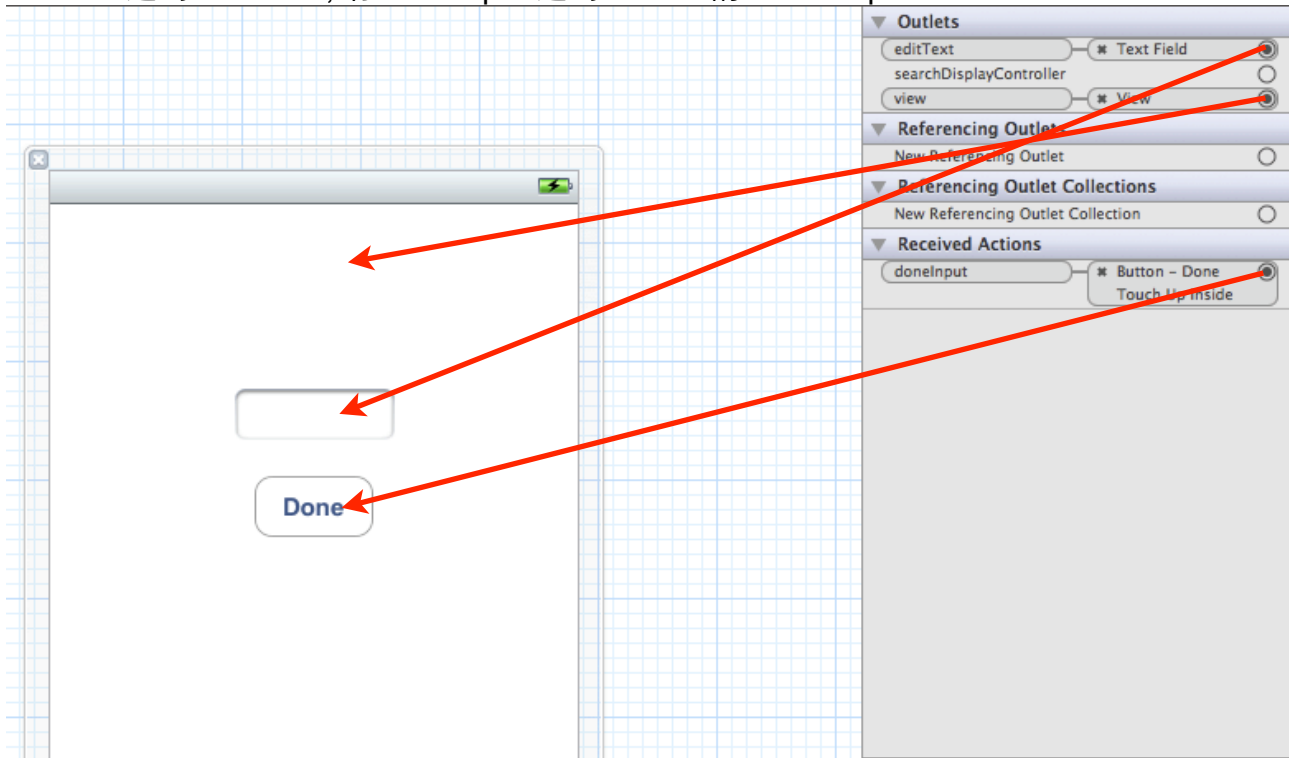 Outlets
editText ✖ Text Field
searchDisplayController
view ✖ View
Referencing Outlets
New Referencing Outlet
Referencing Outlet Collections
New Referencing Outlet Collection
Received Actions
doneInput ✖ Button – Done
Touch Up Inside
Done